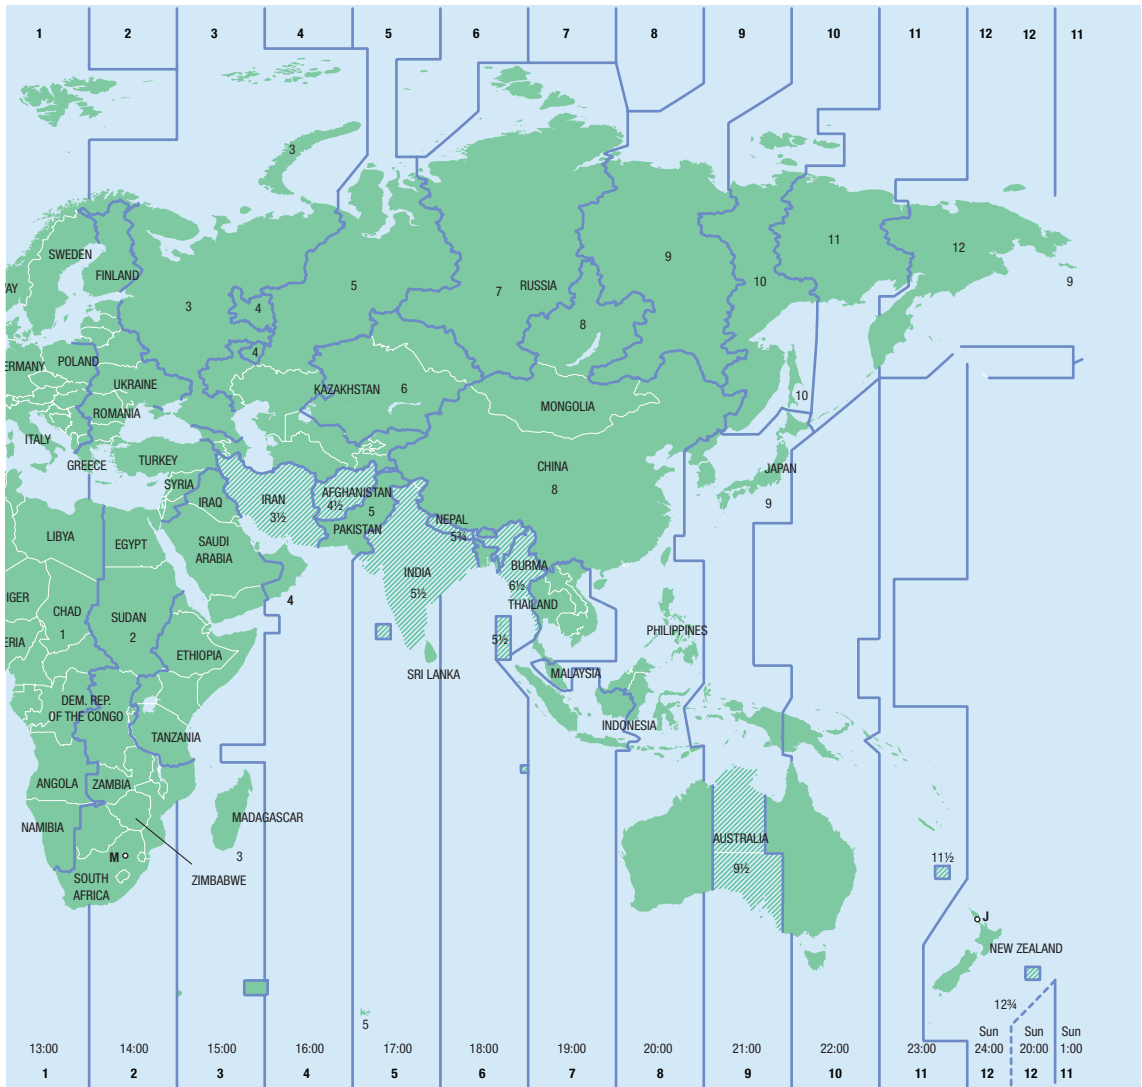 1 2 3 4 5 6 7 8 9 10 11 12 12 11
3
SWEDEN
FINLAND
WAY
11
12
9
9
10
5
7
RUSSIA
3
4
8
4
GERMANY
POLAND
UKRAINE
KAZAKHSTAN
6
10
MONGOLIA
ROMANIA
ITALY
GREECE
TURKEY
CHINA
8
JAPAN
9
SYRIA
IRAQ
IRAN
3½
AFGHANISTAN
4½
5
PAKISTAN
NEPAL
5¾
LIBYA
EGYPT
SAUDI
ARABIA
INDIA
5½
BURMA
6½
THAILAND
IGER
CHAD
1
SUDAN
2
4
ERIA
ETHIOPIA
5½
PHILIPPINES
SRI LANKA
MALAYSIA
DEM. REP.
OF THE CONGO
INDONESIA
TANZANIA
ANGOLA
ZAMBIA
NAMIBIA
MADAGASCAR
3
AUSTRALIA
9½
M
ZIMBABWE
SOUTH
AFRICA
11½
J
NEW ZEALAND
12¾
5
Sun Sun Sun
13:00 14:00 15:00 16:00 17:00 18:00 19:00 20:00 21:00 22:00 23:00 24:00 20:00 1:00
1 2 3 4 5 6 7 8 9 10 11 12 12 11